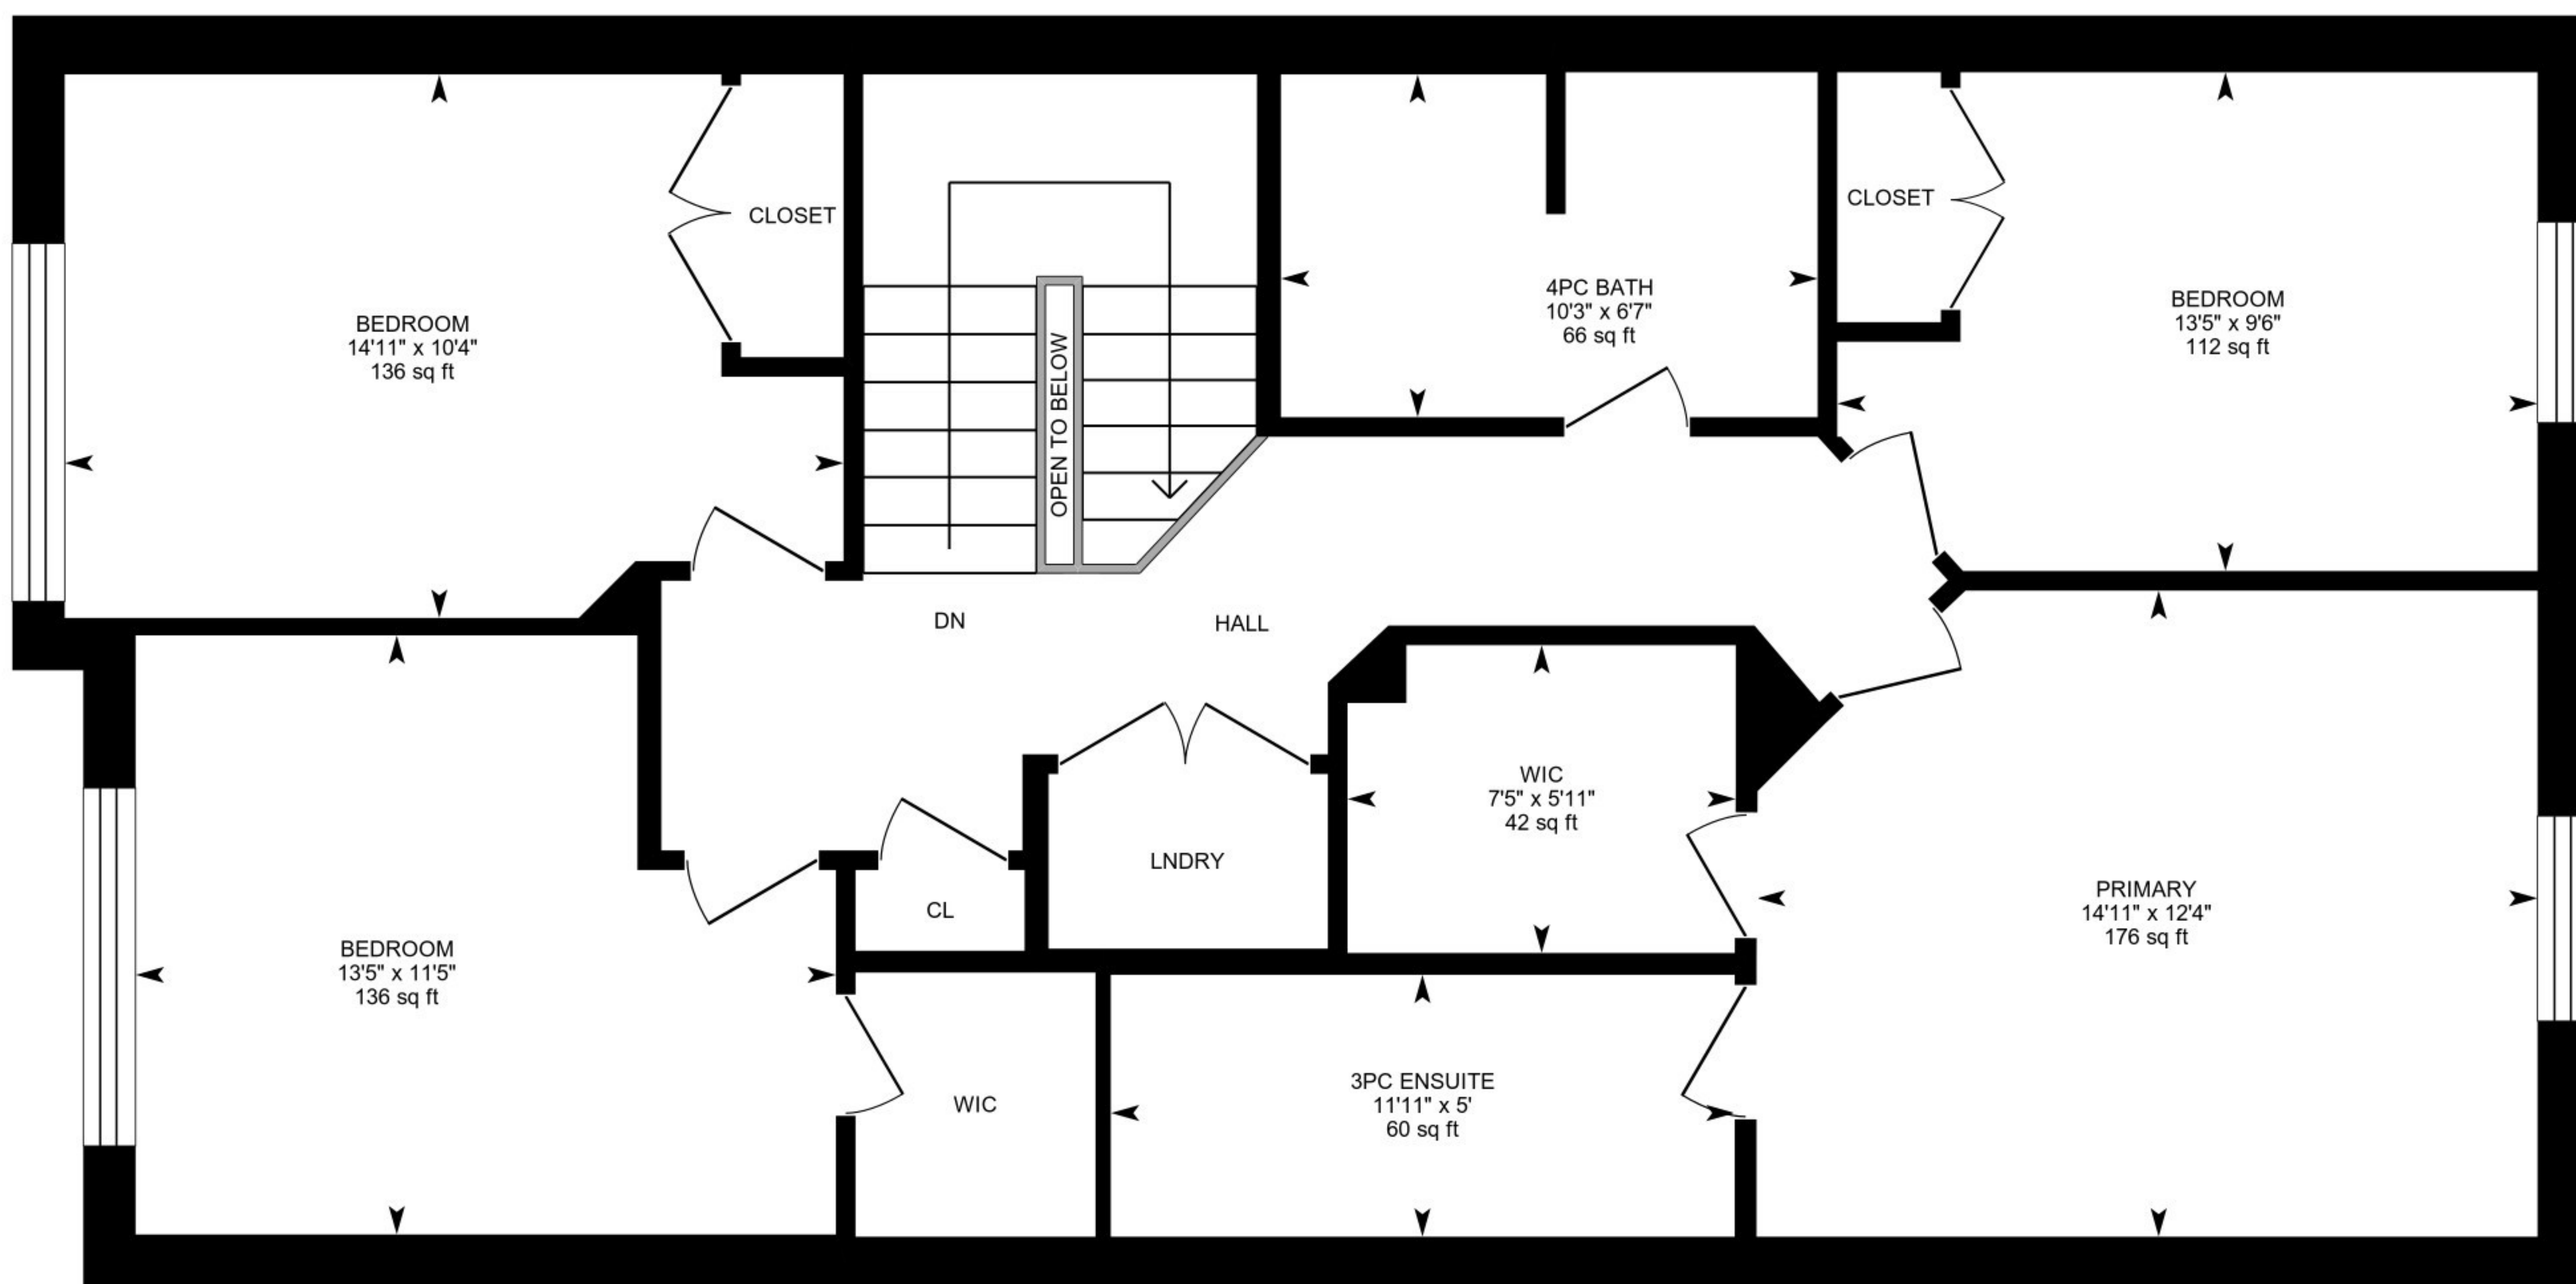 CLOSET
BEDROOM
14'11" x 10'4"
136 sq ft
OPEN TO BELOW
4PC BATH
10'3" x 6'7"
66 sq ft
CLOSET
BEDROOM
13'5" x 9'6"
112 sq ft
DN
HALL
WIC
7'5" x 5'11"
42 sq ft
LNDRY
CL
PRIMARY
14'11" x 12'4"
176 sq ft
BEDROOM
13'5" x 11'5"
136 sq ft
WIC
3PC ENSUITE
11'11" x 5'
60 sq ft